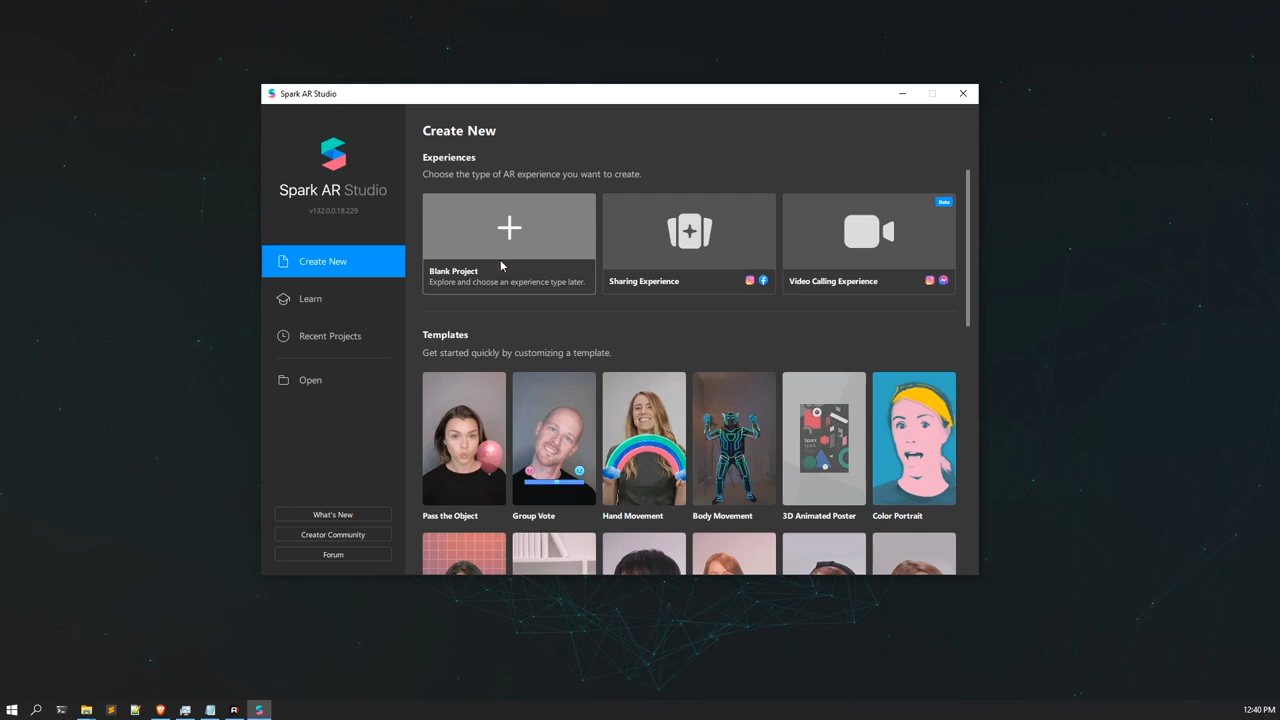 Spark AR Studio
Spark AR Studio
v132.0.0.18.229
Create New
Learn
Recent Projects
Open
What's New
Creator Community
Forum
Create New
Experiences
Choose the type of AR experience you want to create.
Blank Project
Explore and choose an experience type later.
Sharing Experience
Beta
Video Calling Experience
Templates
Get started quickly by customizing a template.
Pass the Object
Group Vote
Hand Movement
Body Movement
3D Animated Poster
Color Portrait
12:40 PM